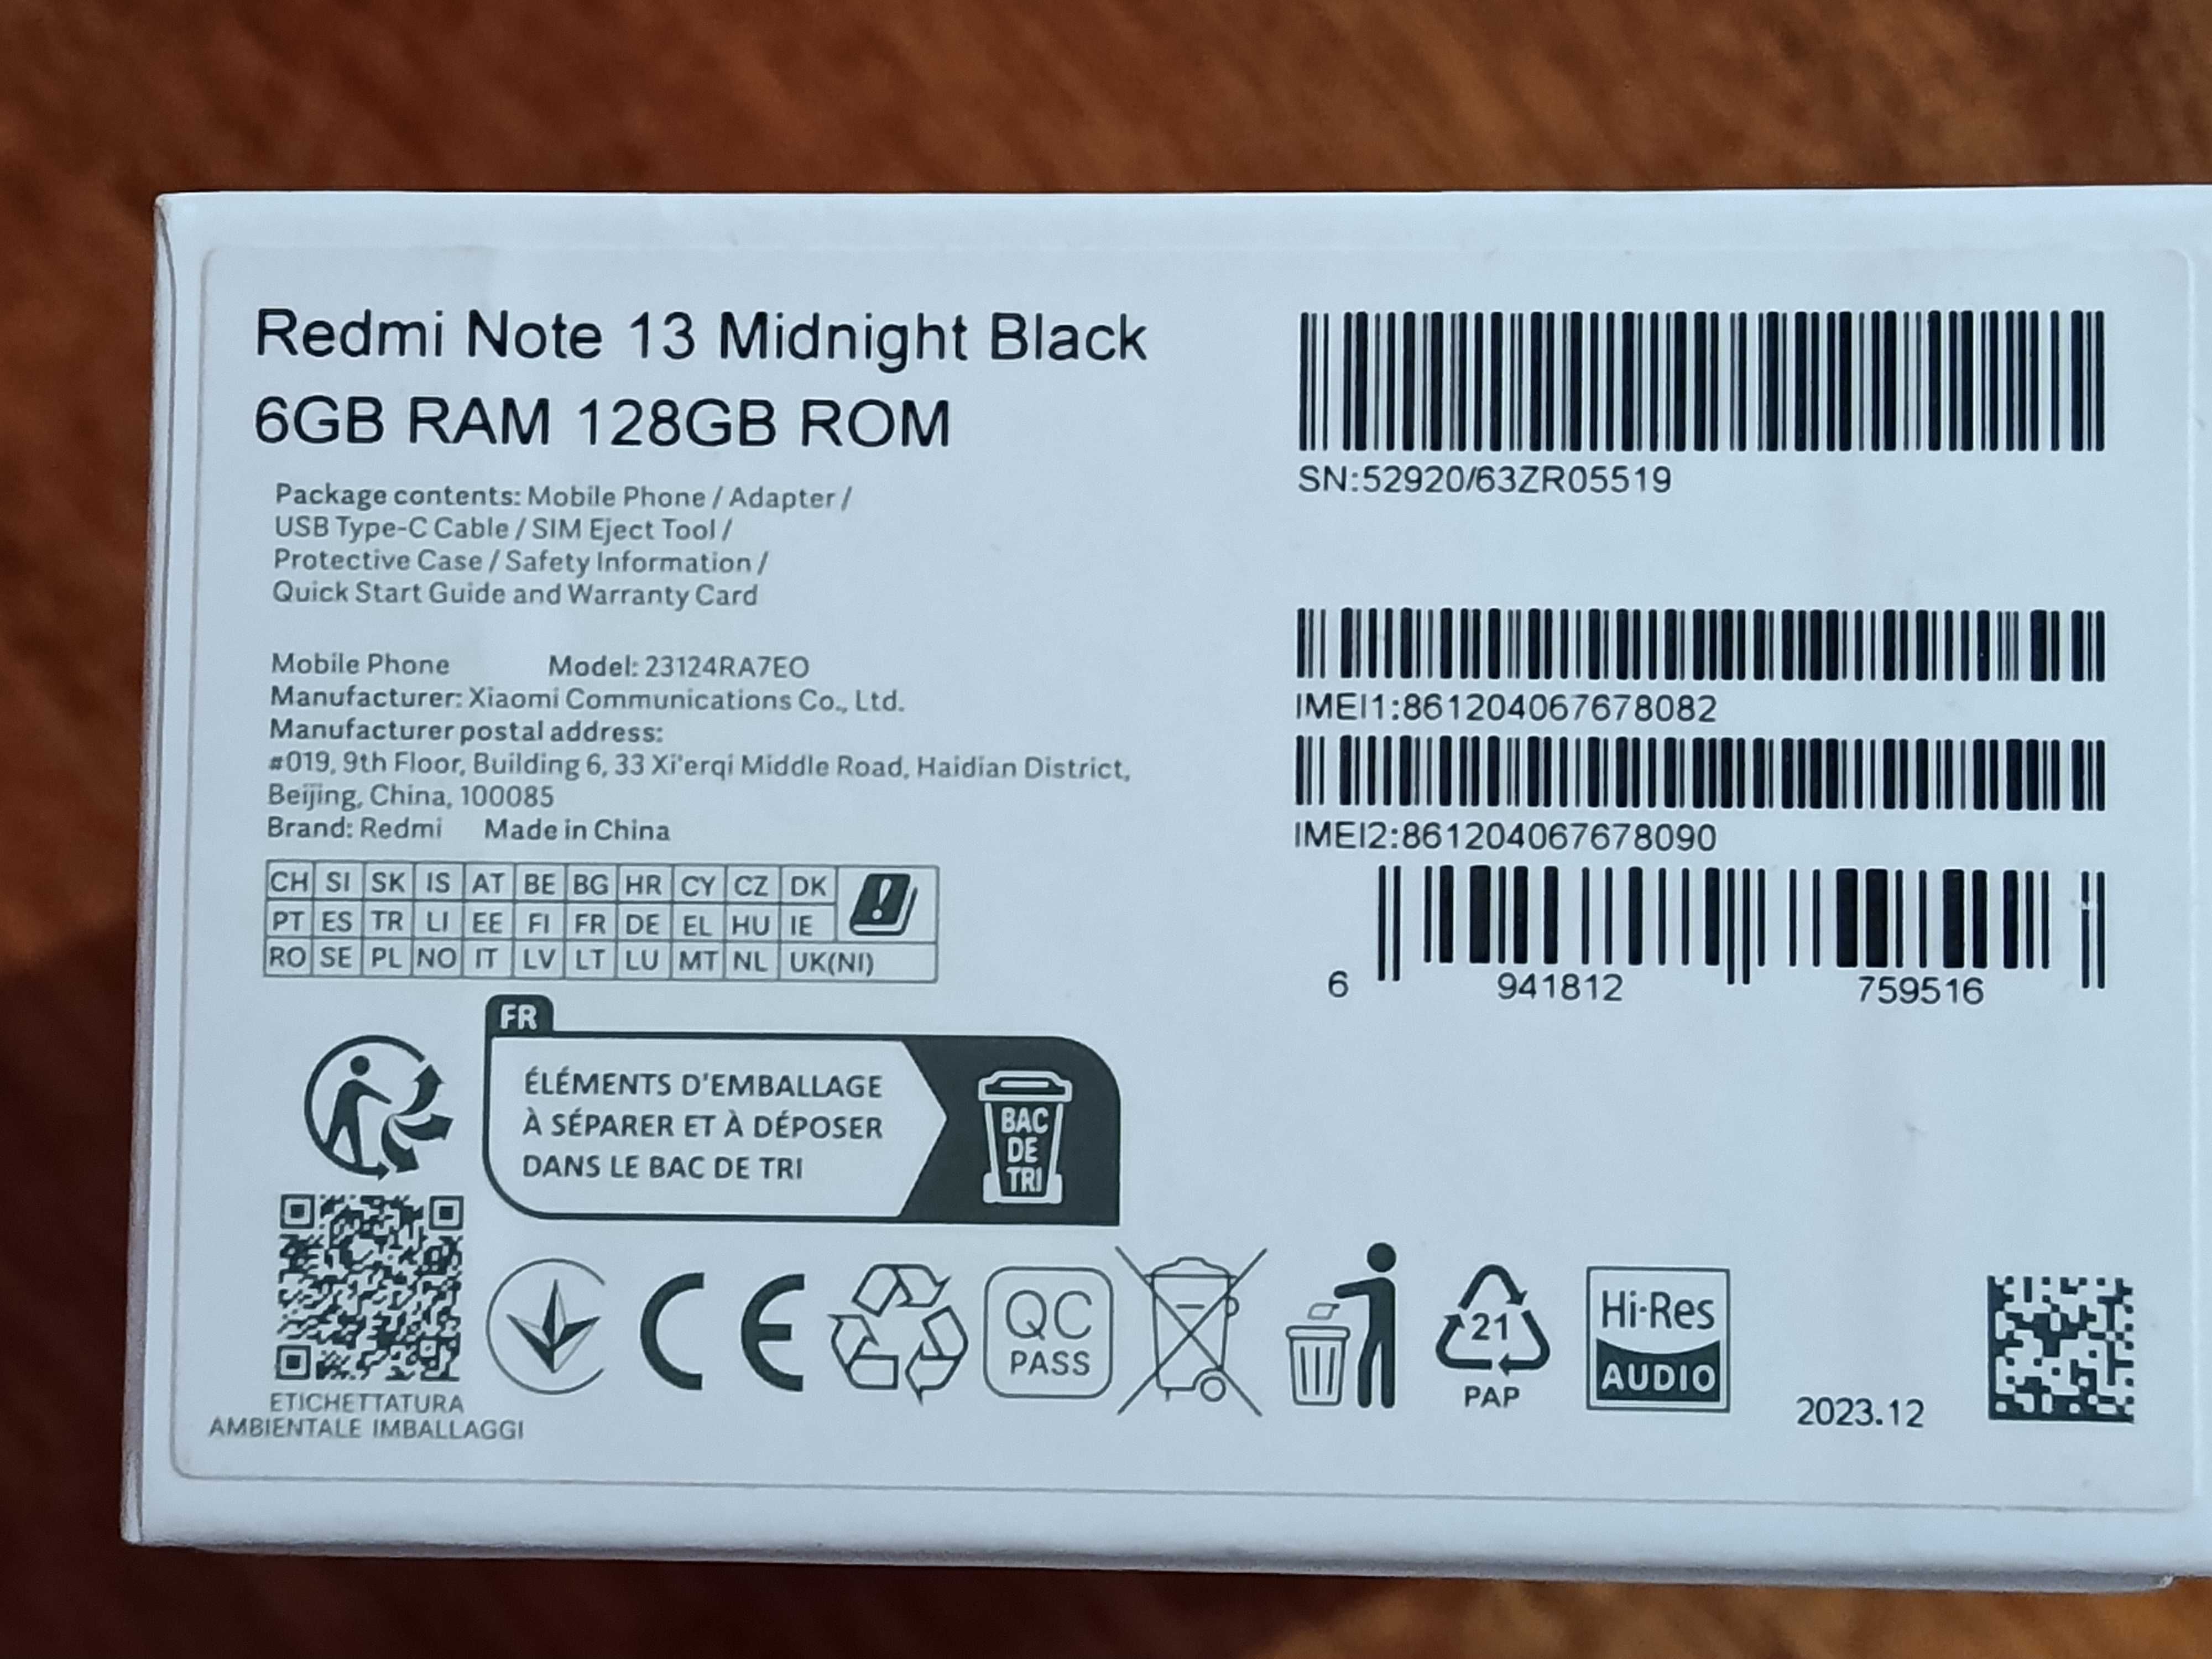 Redmi Note 13 Midnight Black
6GB RAM 128GB ROM
Package contents: Mobile Phone / Adapter /
USB Type-C Cable / SIM Eject Tool /
Protective Case / Safety Information /
Quick Start Guide and Warranty Card
Mobile Phone Model: 23124RA7EO
Manufacturer: Xiaomi Communications Co., Ltd.
Manufacturer postal address:
#019, 9th Floor, Building 6, 33 Xi'erqi Middle Road, Haidian District,
Beijing, China, 100085
Brand: Redmi Made in China
CH SI SK IS AT BE BG HR CY CZ DK
PT ES TR LI EE FI FR DE EL HU IE
RO SE PL NO IT LV LT LU MT NL UK(NI)
SN:52920/63ZR05519
IMEI1:861204067678082
IMEI2:861204067678090
6 941812 759516
FR
ÉLÉMENTS D'EMBALLAGE
À SÉPARER ET À DÉPOSER
DANS LE BAC DE TRI
BAC
DE
TRI
ETICHETTATURA
AMBIENTALE IMBALLAGGI
CE
QC
PASS
21
PAP
Hi-Res
AUDIO
2023.12